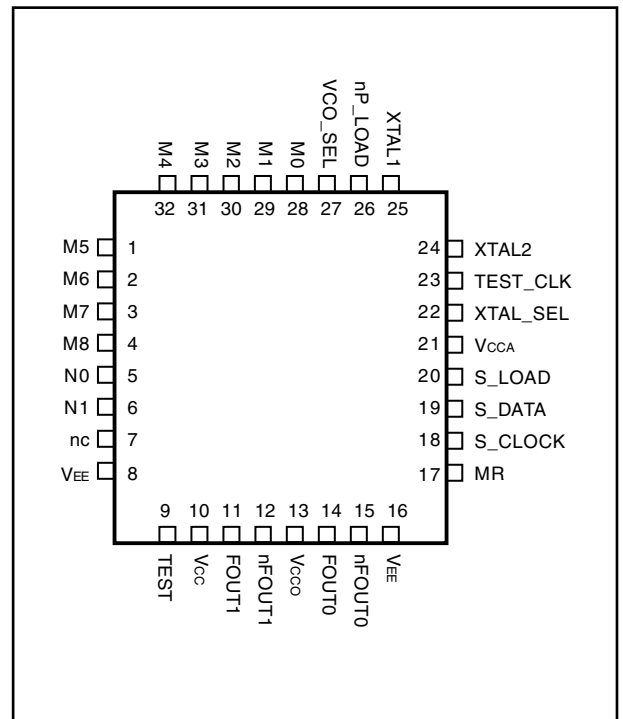 M4 M3 M2 M1 M0 VCO_SEL nP_LOAD XTAL1
32 31 30 29 28 27 26 25
M5 1
M6 2
M7 3
M8 4
N0 5
N1 6
nc 7
VEE 8
24 XTAL2
23 TEST_CLK
22 XTAL_SEL
21 VCCA
20 S_LOAD
19 S_DATA
18 S_CLOCK
17 MR
9 10 11 12 13 14 15 16
TEST VCC FOUT1 nFOUT1 VCCO FOUT0 nFOUT0 VEE